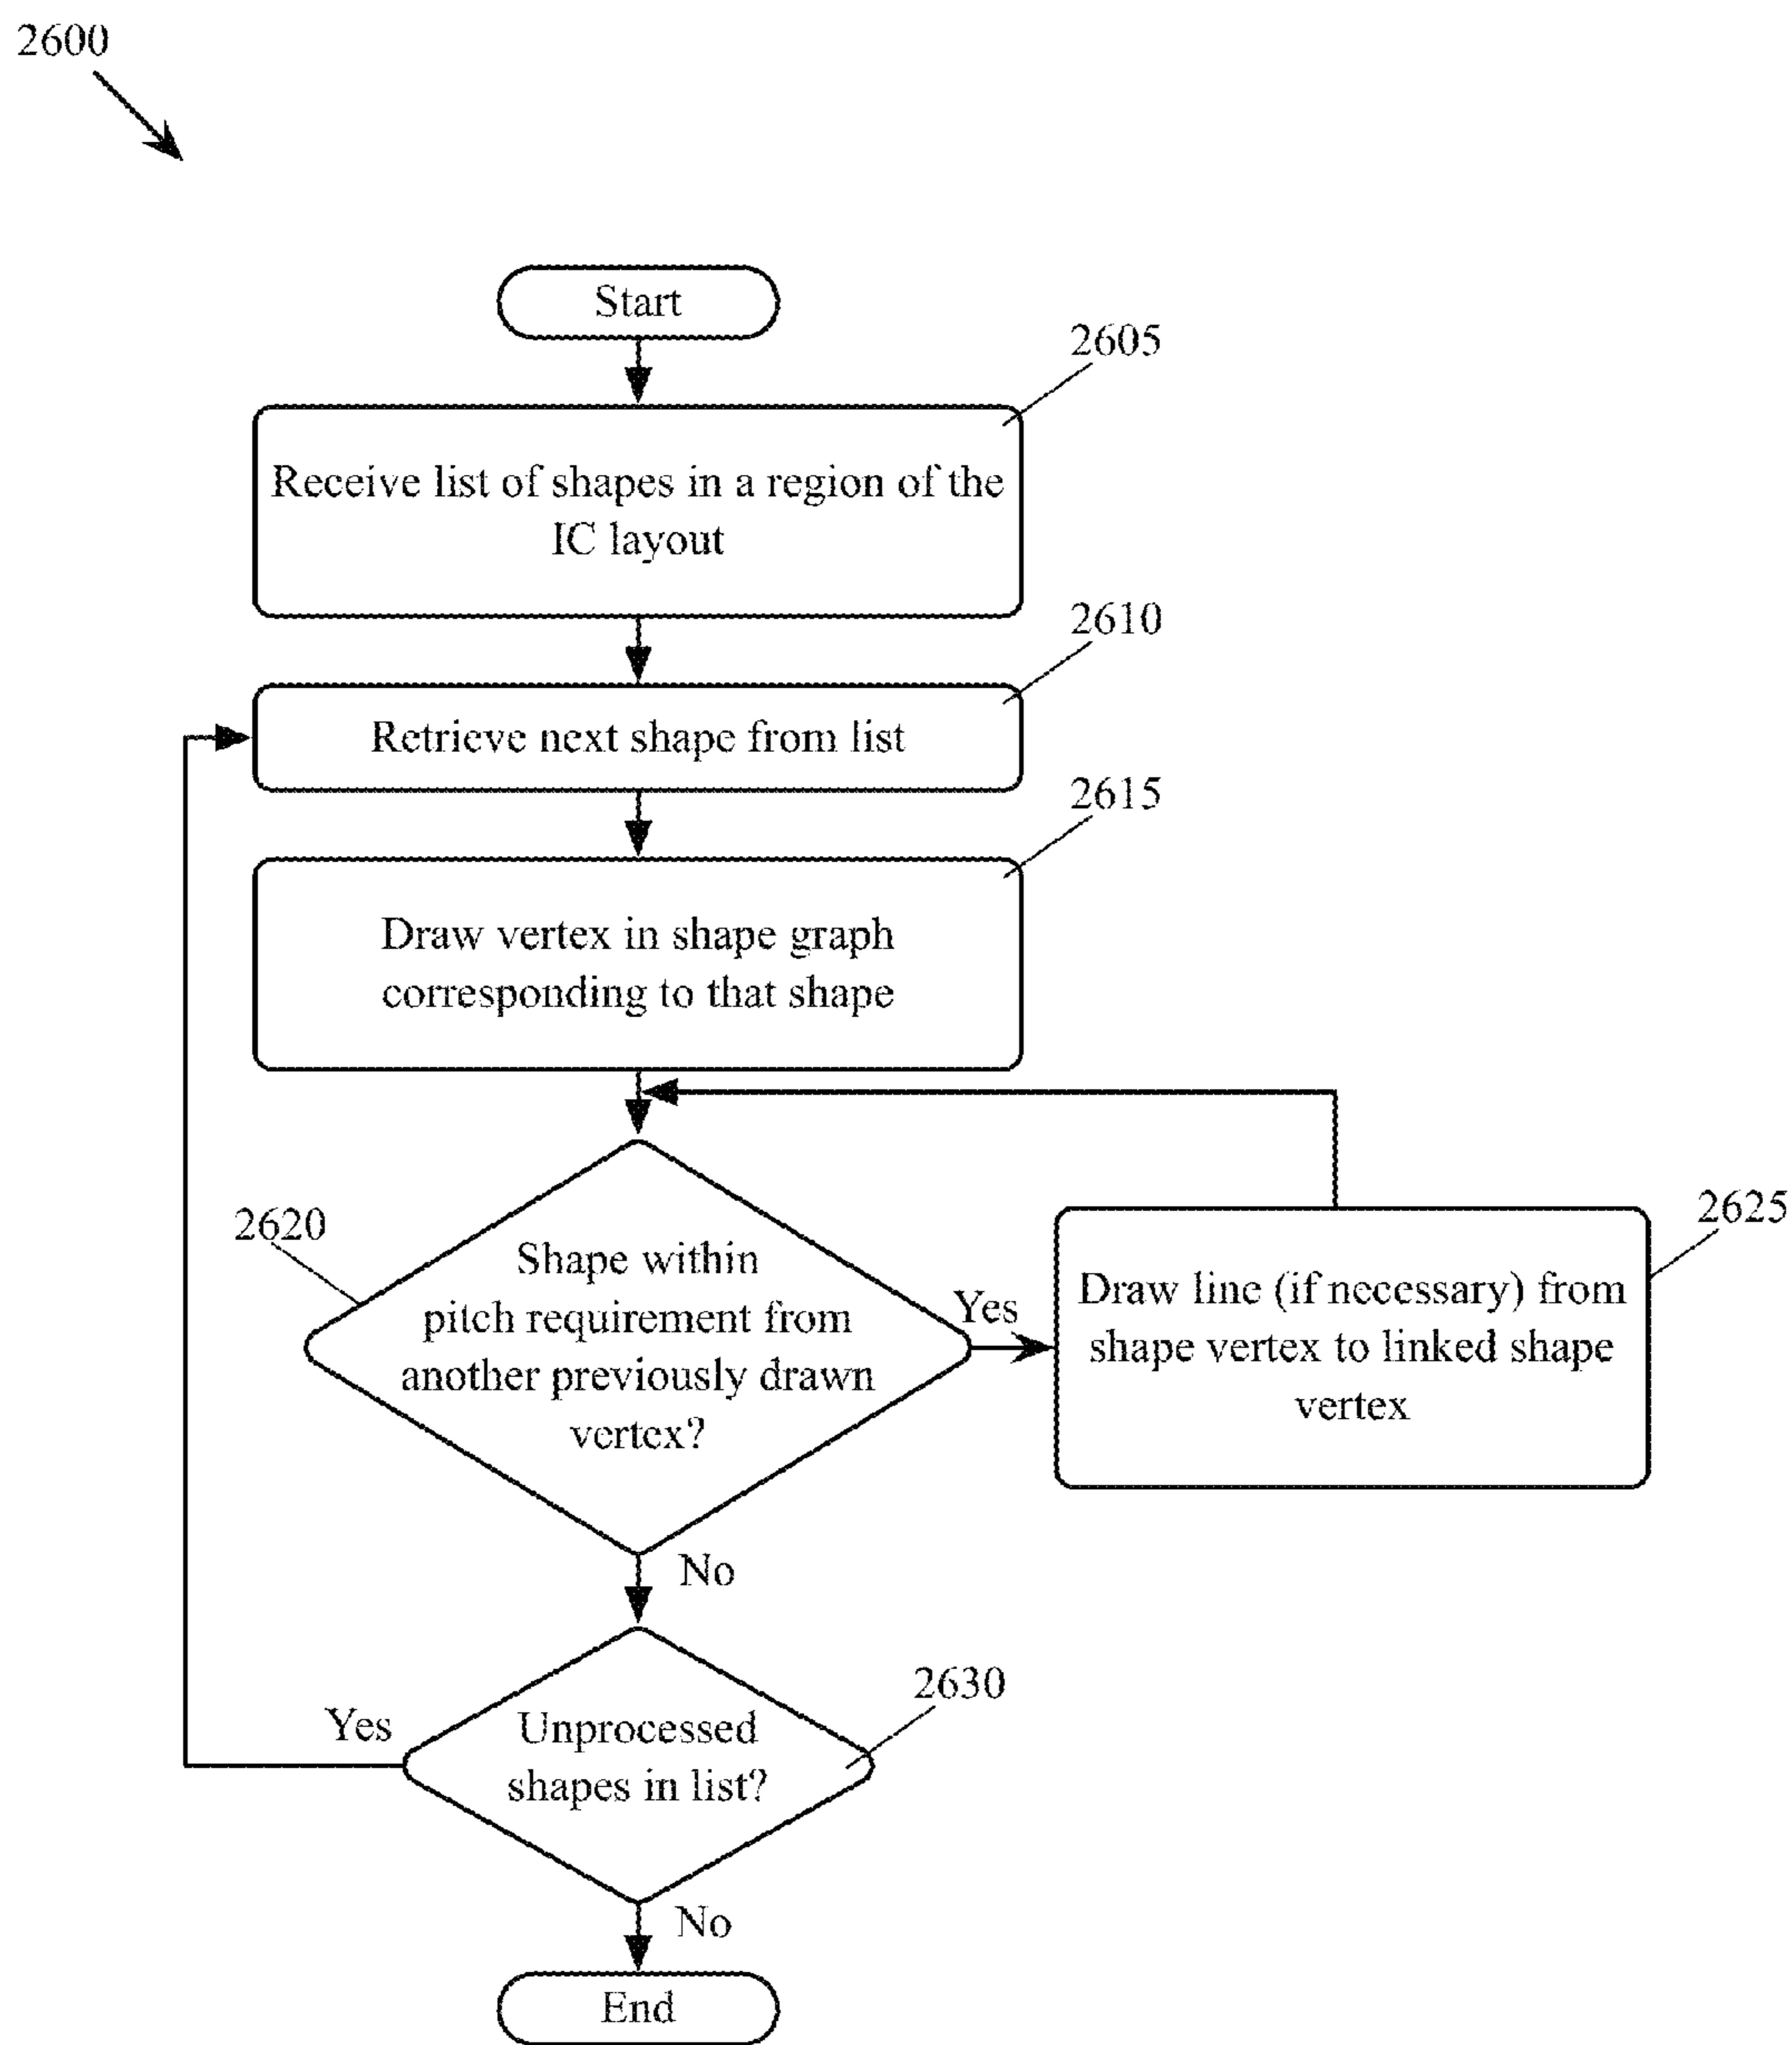 2600
Start
2605
Receive list of shapes in a region of the
IC layout
2610
Retrieve next shape from list
2615
Draw vertex in shape graph
corresponding to that shape
2620
Shape within
pitch requirement from
another previously drawn
vertex?
Yes
2625
Draw line (if necessary) from
shape vertex to linked shape
vertex
No
2630
Yes
Unprocessed
shapes in list?
No
End